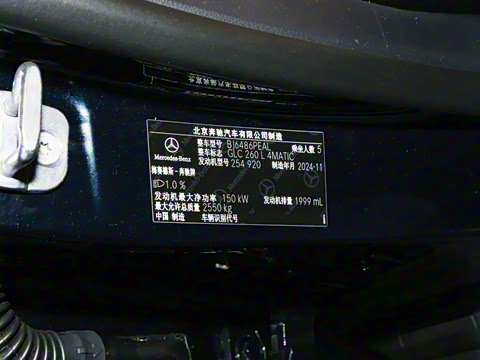 北京奔驰汽车有限公司制造
整车型号 BJ6486PEAL 乘坐人数 5
整车标志 GLC 260 L 4MATIC
发动机型号 254 920 制造年月 2024-11
Mercedes-Benz
梅赛德斯-奔驰牌
1.0 %
发动机最大净功率 150 kW 发动机排量 1999 mL
最大允许总质量 2550 kg
中国 制造 车辆识别代号